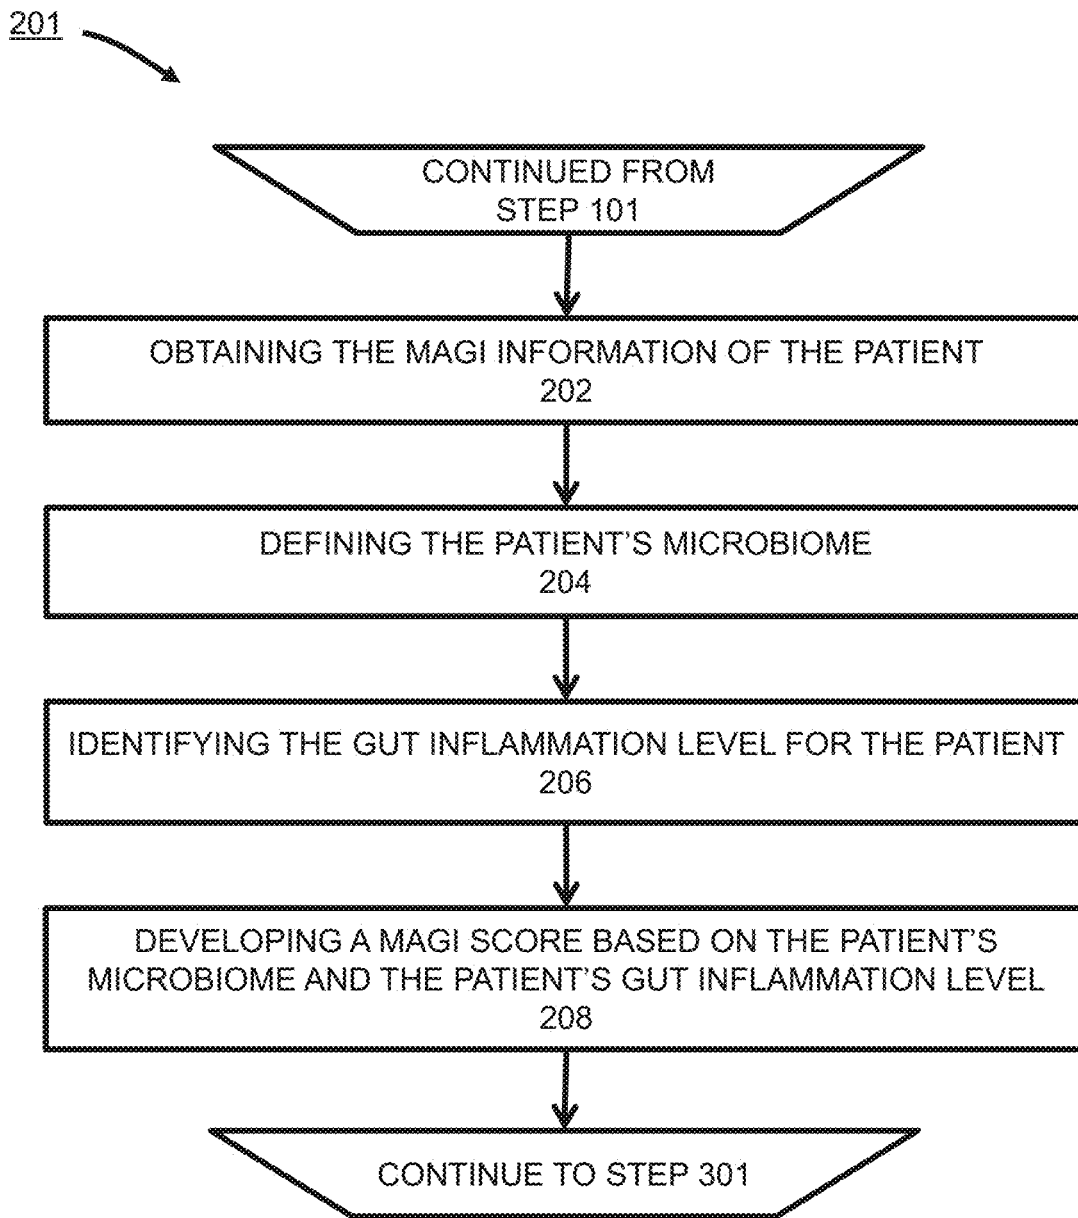 201
CONTINUED FROM
STEP 101
OBTAINING THE MAGI INFORMATION OF THE PATIENT
202
DEFINING THE PATIENT'S MICROBIOME
204
IDENTIFYING THE GUT INFLAMMATION LEVEL FOR THE PATIENT
206
DEVELOPING A MAGI SCORE BASED ON THE PATIENT'S
MICROBIOME AND THE PATIENT'S GUT INFLAMMATION LEVEL
208
CONTINUE TO STEP 301